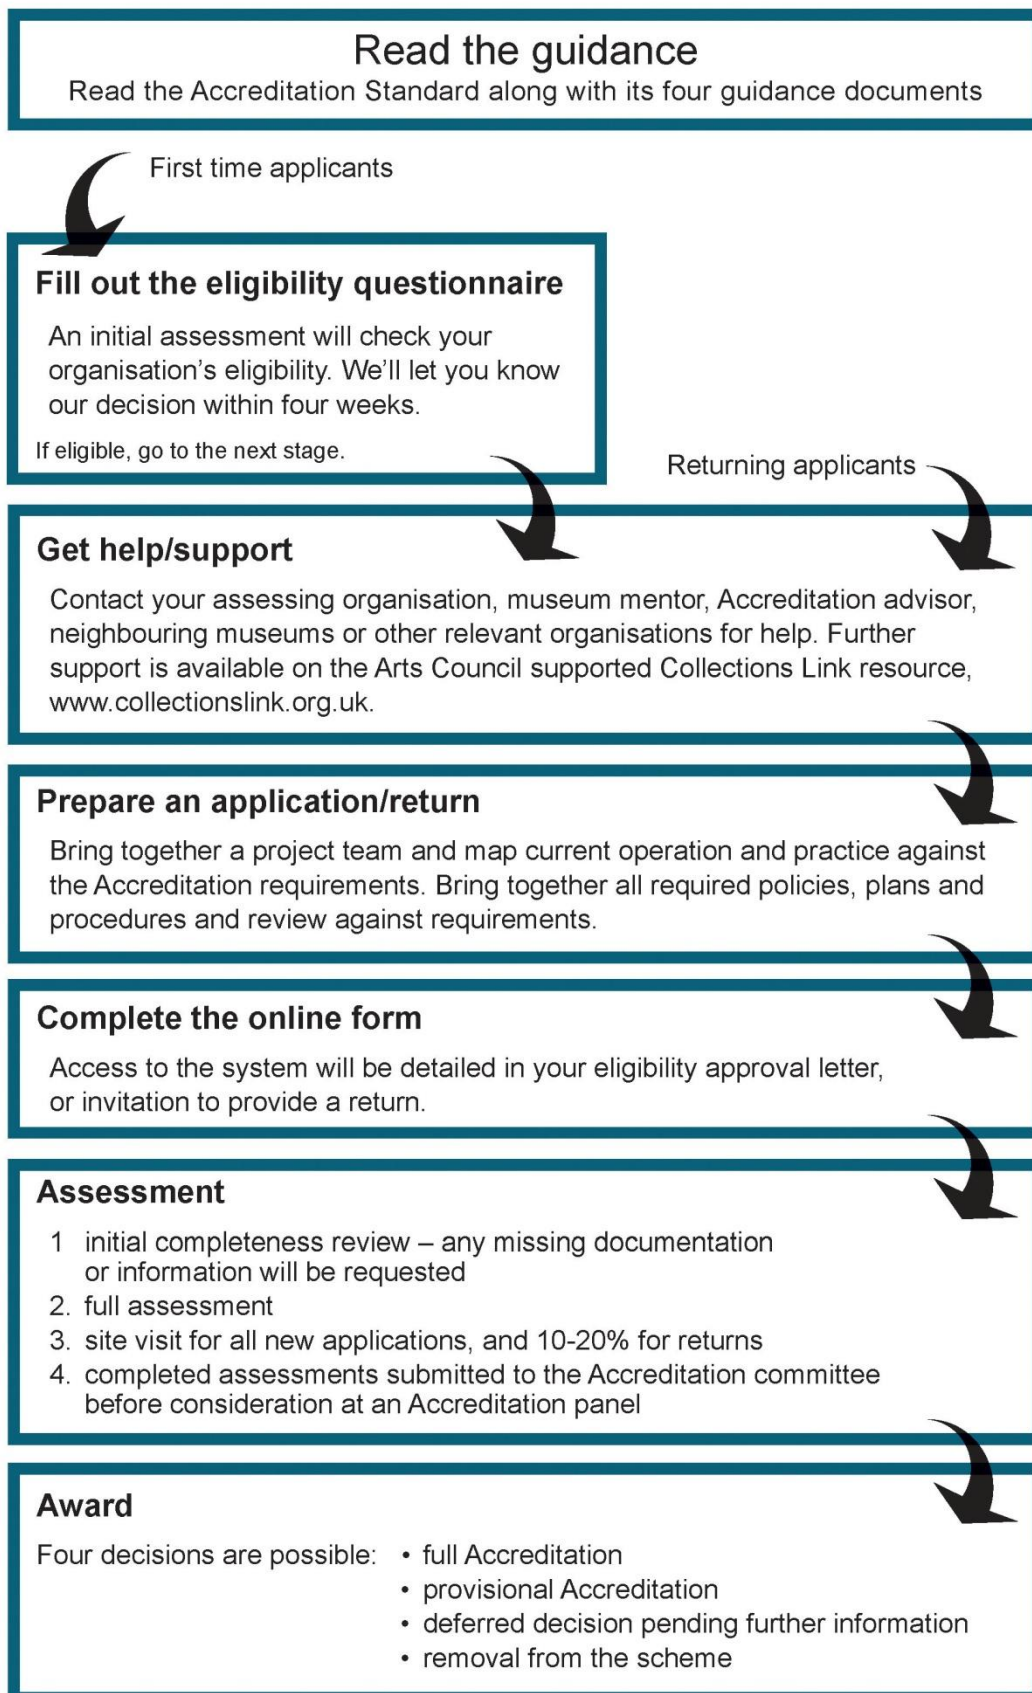 Read the guidance
Read the Accreditation Standard along with its four guidance documents
First time applicants
Fill out the eligibility questionnaire
An initial assessment will check your
organisation’s eligibility. We’ll let you know
our decision within four weeks.
If eligible, go to the next stage.
Returning applicants
Get help/support
Contact your assessing organisation, museum mentor, Accreditation advisor,
neighbouring museums or other relevant organisations for help. Further
support is available on the Arts Council supported Collections Link resource,
www.collectionslink.org.uk.
Prepare an application/return
Bring together a project team and map current operation and practice against
the Accreditation requirements. Bring together all required policies, plans and
procedures and review against requirements.
Complete the online form
Access to the system will be detailed in your eligibility approval letter,
or invitation to provide a return.
Assessment
1 initial completeness review – any missing documentation
or information will be requested
2. full assessment
3. site visit for all new applications, and 10-20% for returns
4. completed assessments submitted to the Accreditation committee
before consideration at an Accreditation panel
Award
Four decisions are possible: • full Accreditation
• provisional Accreditation
• deferred decision pending further information
• removal from the scheme